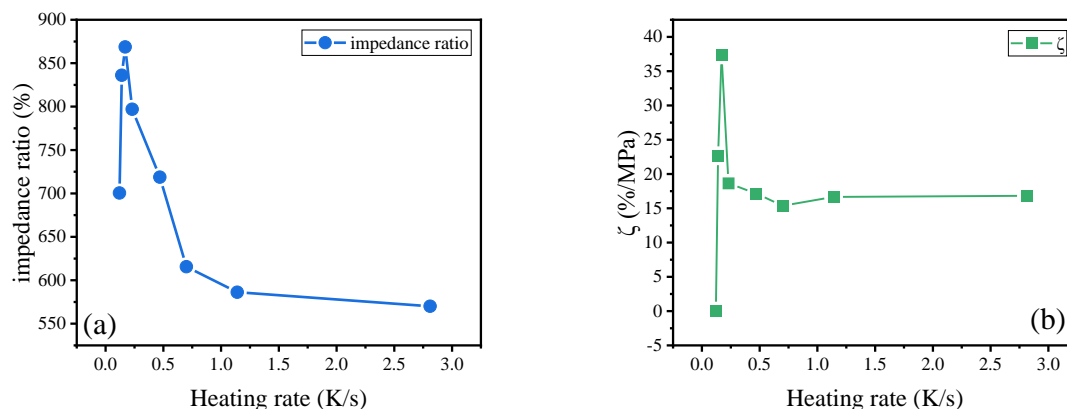 900
850
800
750
700
650
600
550
impedance ratio (%)
impedance ratio
(a)
0.0 0.5 1.0 1.5 2.0 2.5 3.0
Heating rate (K/s)
40
35
30
25
20
15
10
5
0
-5
ζ (%/MPa)
ζ
(b)
0.0 0.5 1.0 1.5 2.0 2.5 3.0
Heating rate (K/s)